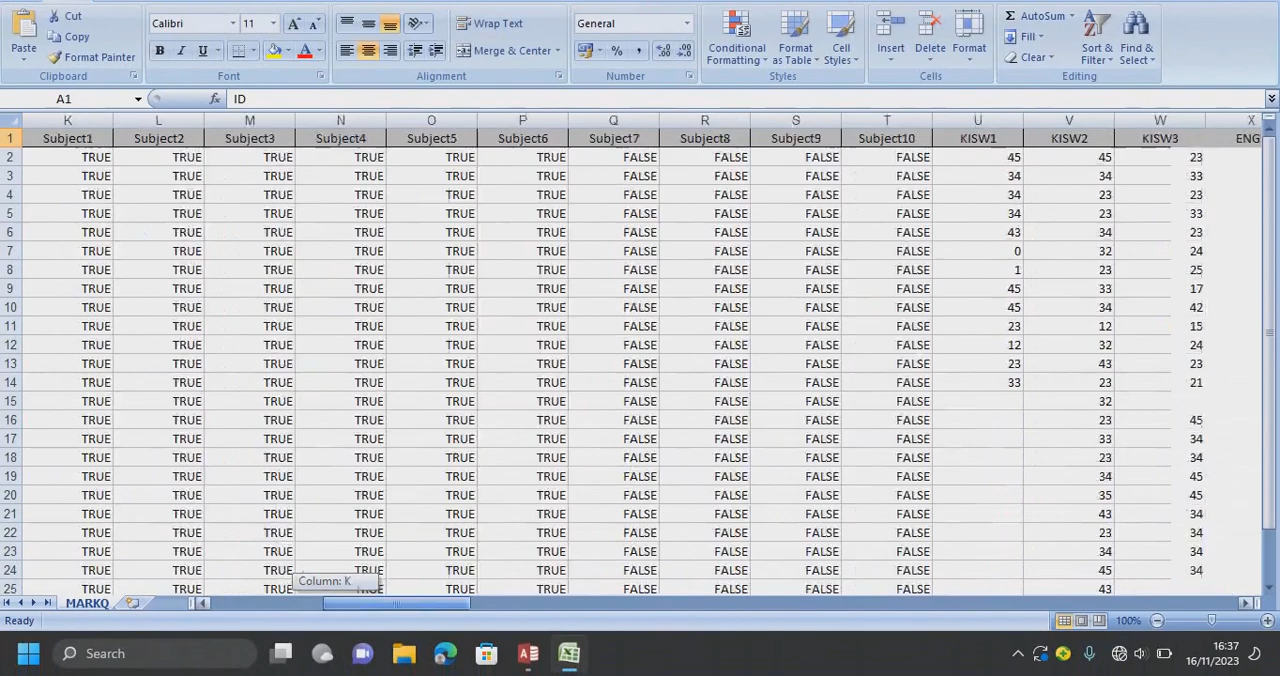 Cut
Copy
Format Painter
Paste
Clipboard
Calibri 11
B I U
Font
Wrap Text
Merge & Center
Alignment
General
%
Number
Conditional Formatting
Format as Table
Cell Styles
Styles
Insert
Delete
Format
Cells
AutoSum
Fill
Clear
Sort & Filter
Find & Select
Editing
A1 fx ID
K L M N O P Q R S T U V W X
1 Subject1 Subject2 Subject3 Subject4 Subject5 Subject6 Subject7 Subject8 Subject9 Subject10 KISW1 KISW2 KISW3 ENG
2 TRUE TRUE TRUE TRUE TRUE TRUE FALSE FALSE FALSE FALSE 45 45 23
3 TRUE TRUE TRUE TRUE TRUE TRUE FALSE FALSE FALSE FALSE 34 34 33
4 TRUE TRUE TRUE TRUE TRUE TRUE FALSE FALSE FALSE FALSE 34 23 23
5 TRUE TRUE TRUE TRUE TRUE TRUE FALSE FALSE FALSE FALSE 34 23 33
6 TRUE TRUE TRUE TRUE TRUE TRUE FALSE FALSE FALSE FALSE 43 34 23
7 TRUE TRUE TRUE TRUE TRUE TRUE FALSE FALSE FALSE FALSE 0 32 24
8 TRUE TRUE TRUE TRUE TRUE TRUE FALSE FALSE FALSE FALSE 1 23 25
9 TRUE TRUE TRUE TRUE TRUE TRUE FALSE FALSE FALSE FALSE 45 33 17
10 TRUE TRUE TRUE TRUE TRUE TRUE FALSE FALSE FALSE FALSE 45 34 42
11 TRUE TRUE TRUE TRUE TRUE TRUE FALSE FALSE FALSE FALSE 23 12 15
12 TRUE TRUE TRUE TRUE TRUE TRUE FALSE FALSE FALSE FALSE 12 32 24
13 TRUE TRUE TRUE TRUE TRUE TRUE FALSE FALSE FALSE FALSE 23 43 23
14 TRUE TRUE TRUE TRUE TRUE TRUE FALSE FALSE FALSE FALSE 33 23 21
15 TRUE TRUE TRUE TRUE TRUE TRUE FALSE FALSE FALSE FALSE 32
16 TRUE TRUE TRUE TRUE TRUE TRUE FALSE FALSE FALSE FALSE 23 45
17 TRUE TRUE TRUE TRUE TRUE TRUE FALSE FALSE FALSE FALSE 33 34
18 TRUE TRUE TRUE TRUE TRUE TRUE FALSE FALSE FALSE FALSE 23 34
19 TRUE TRUE TRUE TRUE TRUE TRUE FALSE FALSE FALSE FALSE 34 45
20 TRUE TRUE TRUE TRUE TRUE TRUE FALSE FALSE FALSE FALSE 35 45
21 TRUE TRUE TRUE TRUE TRUE TRUE FALSE FALSE FALSE FALSE 43 34
22 TRUE TRUE TRUE TRUE TRUE TRUE FALSE FALSE FALSE FALSE 23 34
23 TRUE TRUE TRUE TRUE TRUE TRUE FALSE FALSE FALSE FALSE 34 34
24 TRUE TRUE TRUE TRUE TRUE TRUE FALSE FALSE FALSE FALSE 45 34
25 TRUE TRUE TRUE TRUE TRUE TRUE FALSE FALSE FALSE FALSE 43
Column: K
MARKQ
Ready
100%
Search
16:37
16/11/2023